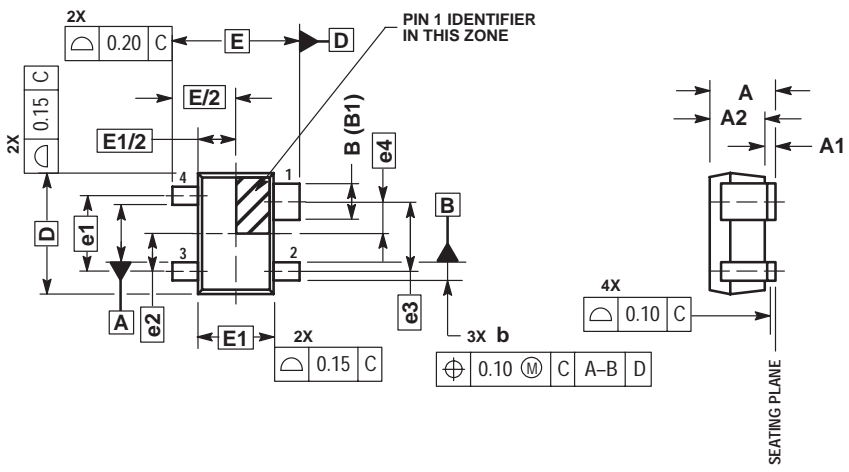 2X
⌓ 0.20 C
E
D
PIN 1 IDENTIFIER
IN THIS ZONE
2X
⌓ 0.15 C
E/2
E1/2
B (B1)
e4
A
A2
A1
4
1
D
e1
B
3
2
A
e2
e3
E1
2X
⌓ 0.15 C
3X b
⌖ 0.10 Ⓜ C A–B D
4X
⌓ 0.10 C
SEATING PLANE